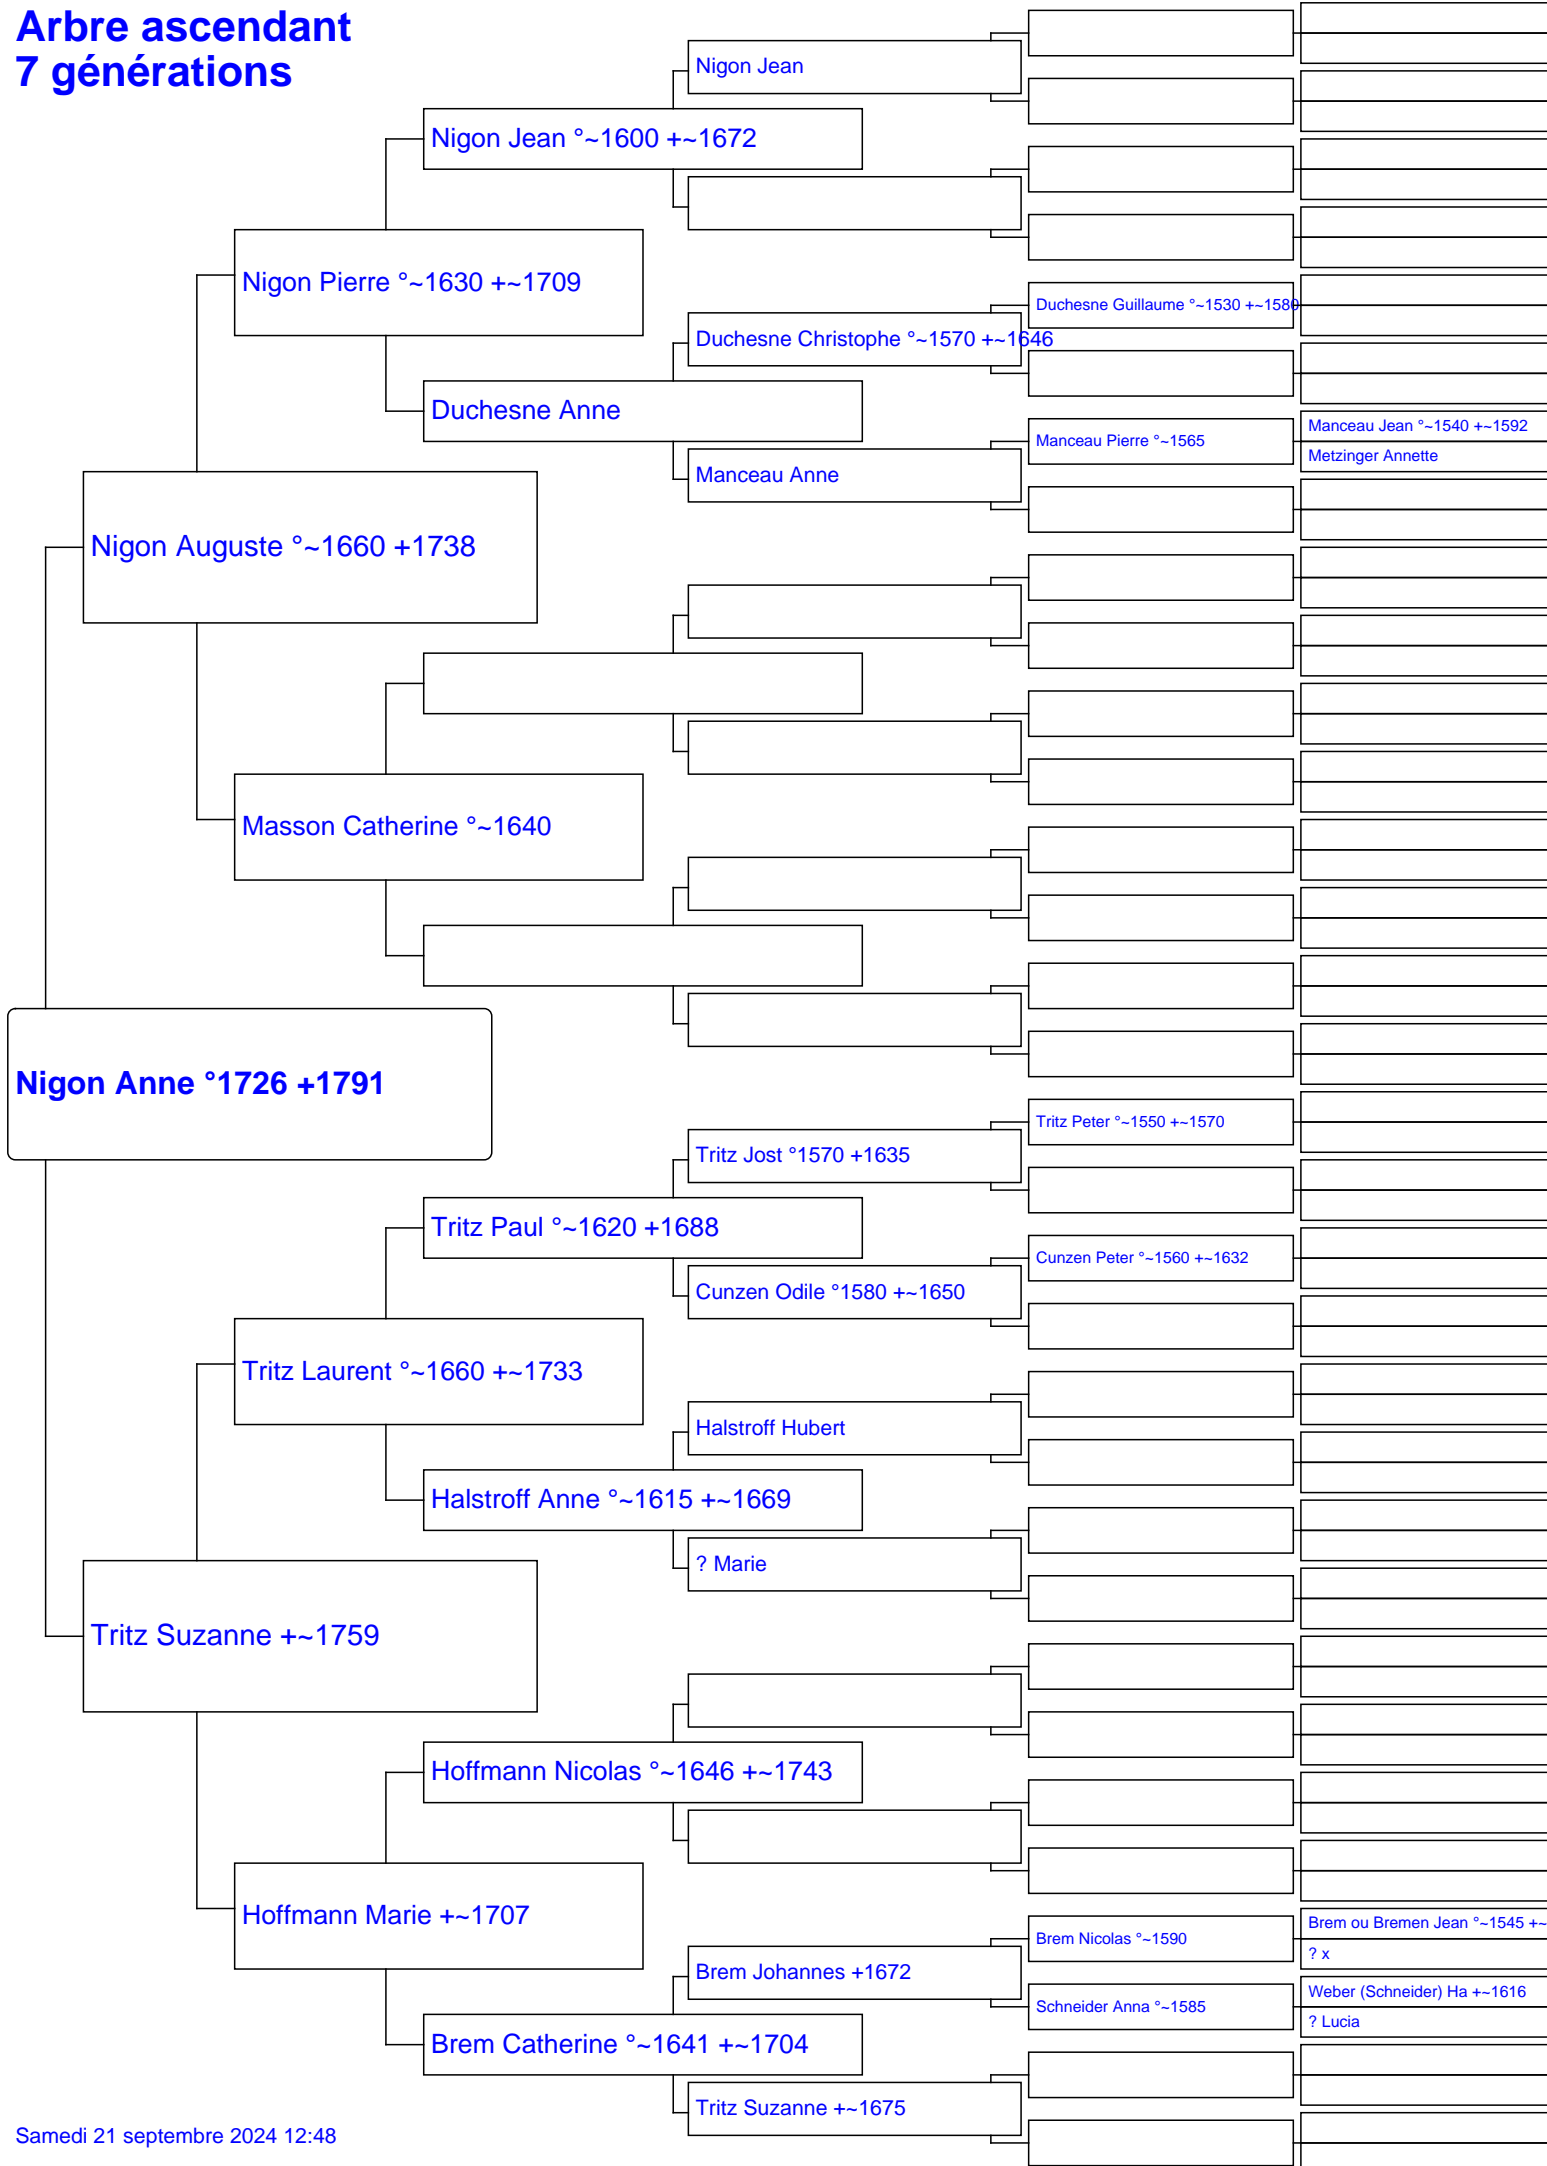 Arbre ascendant
7 générations
Nigon Jean
Nigon Jean °~1600 +~1672
Nigon Pierre °~1630 +~1709
Duchesne Guillaume °~1530 +~1580
Duchesne Christophe °~1570 +~1646
Duchesne Anne
Manceau Jean °~1540 +~1592
Manceau Pierre °~1565
Metzinger Annette
Manceau Anne
Nigon Auguste °~1660 +1738
Masson Catherine °~1640
Nigon Anne °1726 +1791
Tritz Peter °~1550 +~1570
Tritz Jost °1570 +1635
Tritz Paul °~1620 +1688
Cunzen Peter °~1560 +~1632
Cunzen Odile °1580 +~1650
Tritz Laurent °~1660 +~1733
Halstroff Hubert
Halstroff Anne °~1615 +~1669
? Marie
Tritz Suzanne +~1759
Hoffmann Nicolas °~1646 +~1743
Hoffmann Marie +~1707
Brem ou Bremen Jean °~1545 +~
Brem Nicolas °~1590
? x
Brem Johannes +1672
Weber (Schneider) Ha +~1616
Schneider Anna °~1585
? Lucia
Brem Catherine °~1641 +~1704
Tritz Suzanne +~1675
Samedi 21 septembre 2024 12:48